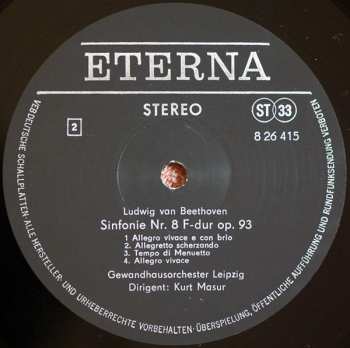 ETERNA
STEREO
ST 33
2
8 26 415
Ludwig van Beethoven
Sinfonie Nr. 8 F-dur op. 93
1 Allegro vivace e con brio
2 Allegretto scherzando
3 Tempo di Menuetto
4 Allegro vivace
Gewandhausorchester Leipzig
Dirigent: Kurt Masur
VEB DEUTSCHE SCHALLPLATTEN · ALLE HERSTELLER- UND URHEBERRECHTE VORBEHALTEN · ÜBERSPIELUNG, ÖFFENTLICHE AUFFÜHRUNG UND RUNDFUNKSENDUNG VERBOTEN